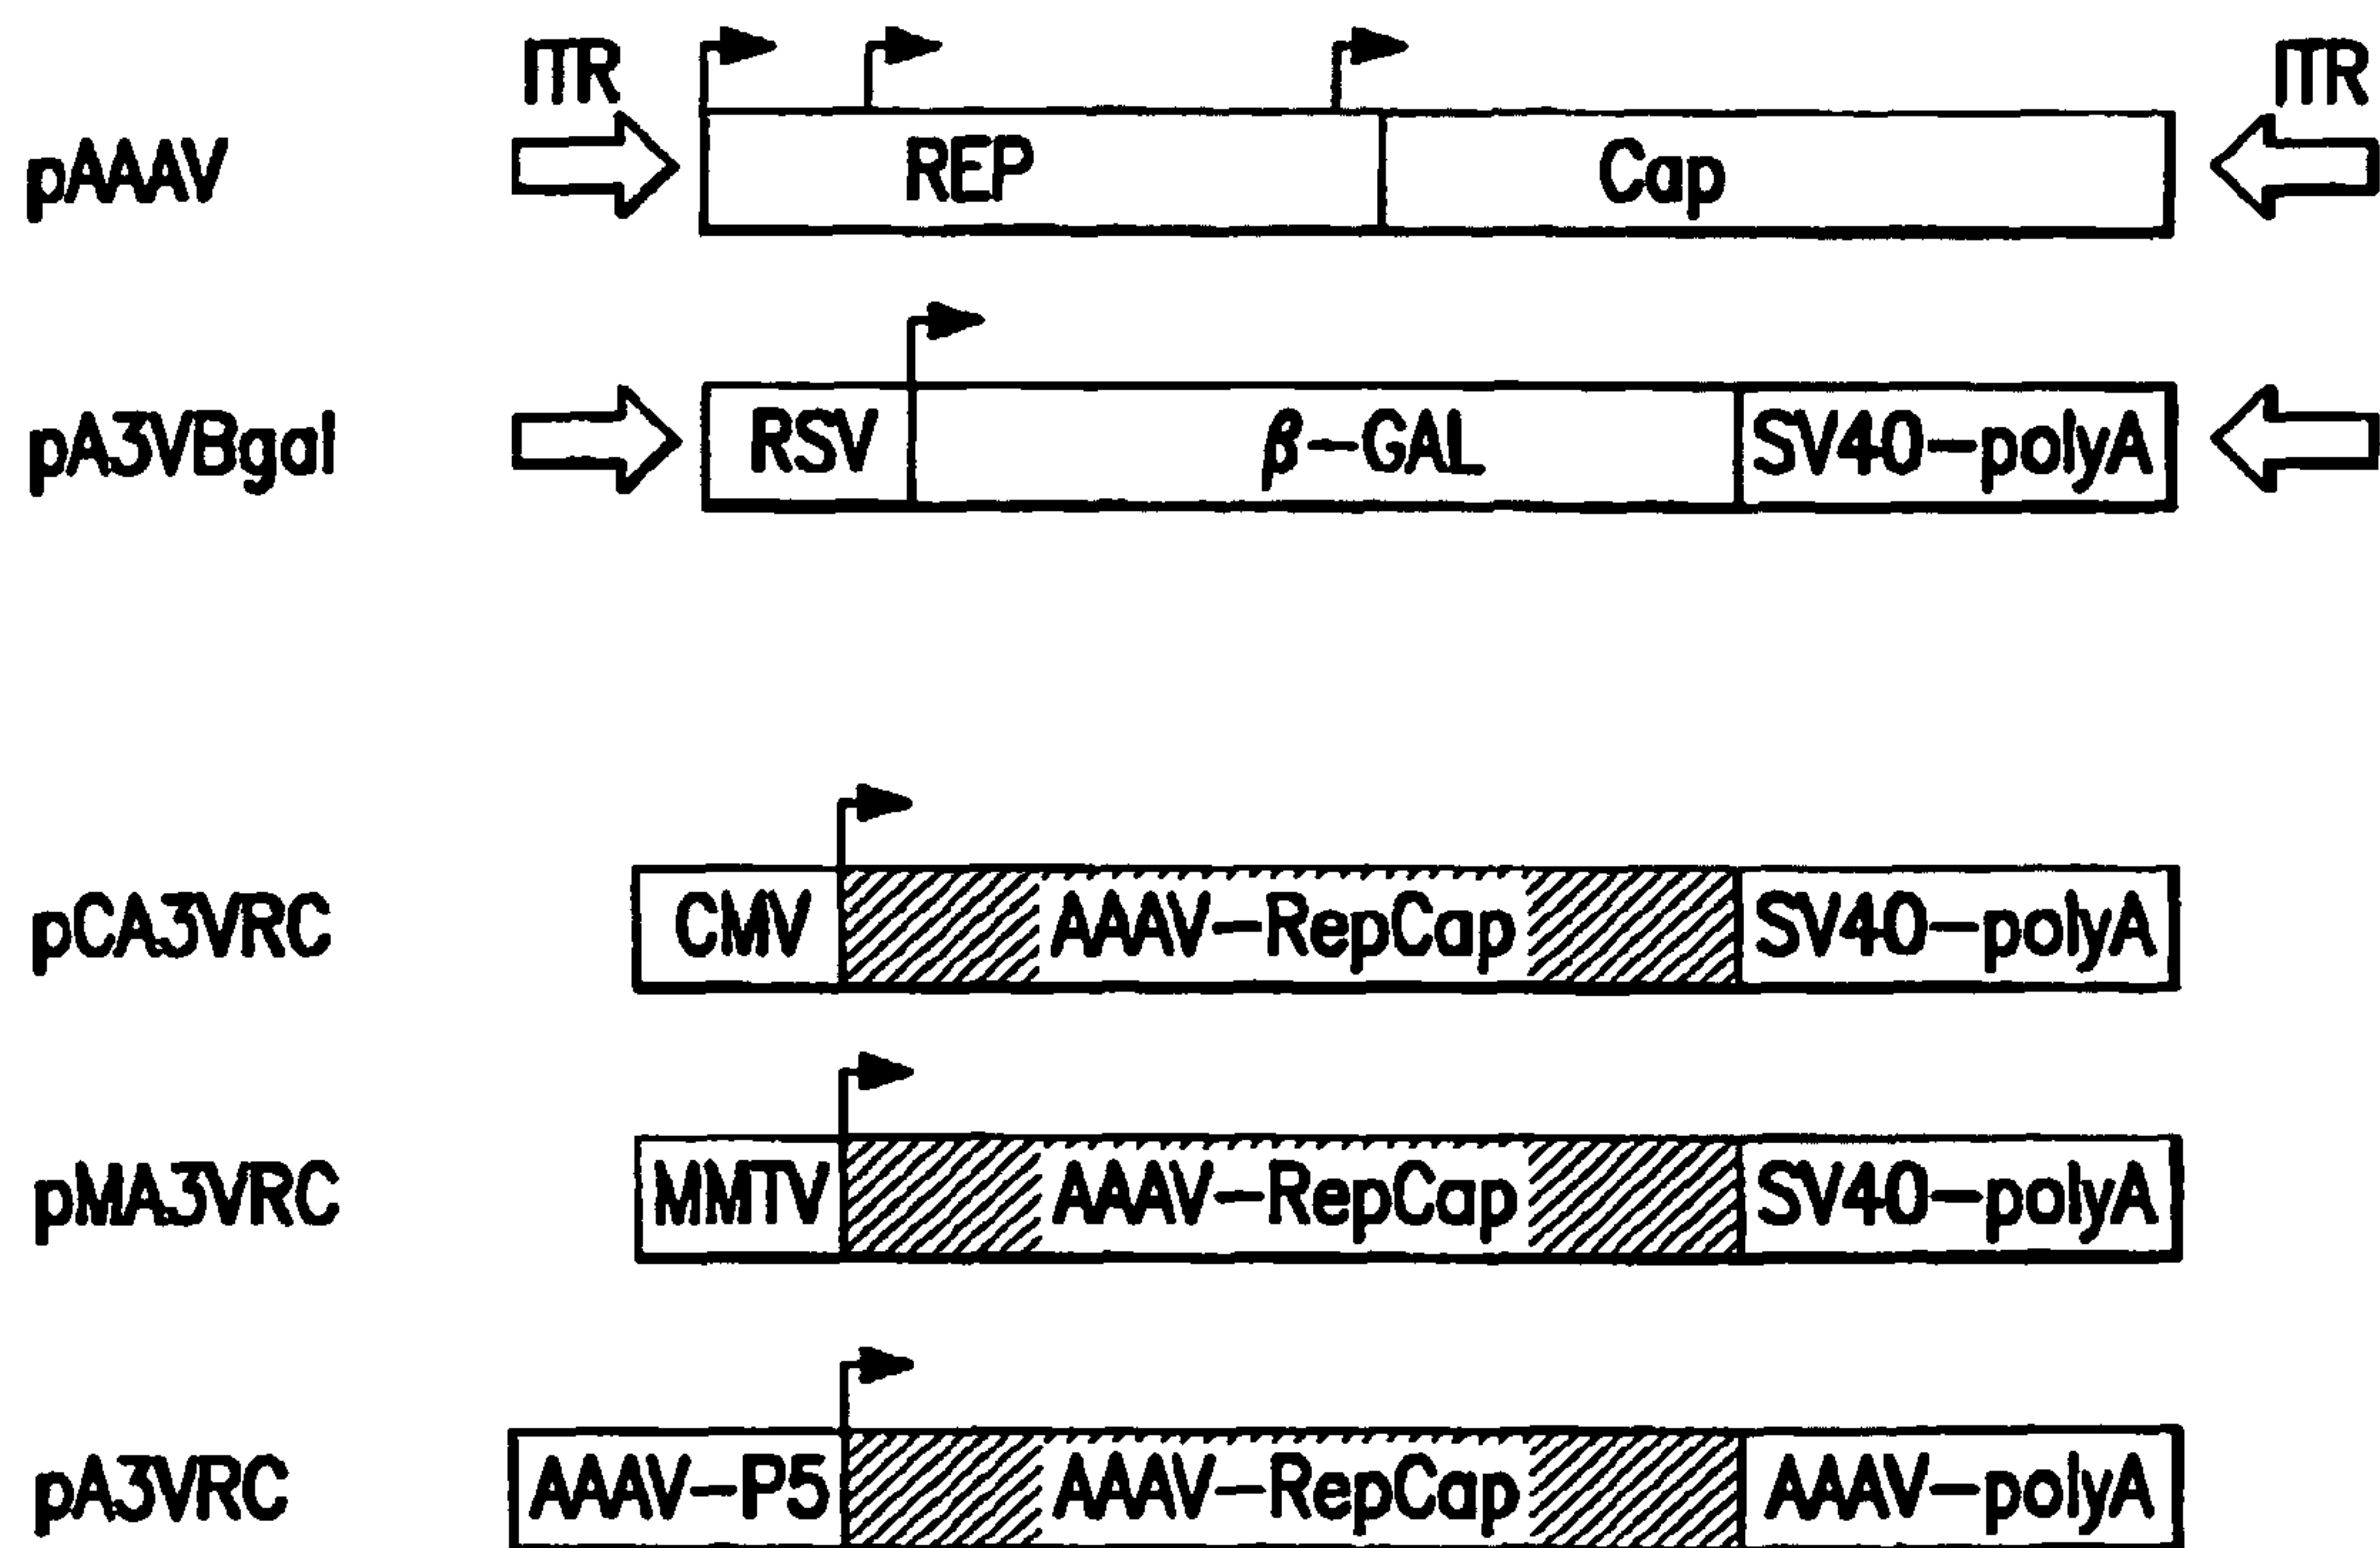 ITR ITR
pAAAV REP Cap
pA3VBgal RSV β-GAL SV40-polyA
pCA3VRC CMV AAAV-RepCap SV40-polyA
pMA3VRC MMTV AAAV-RepCap SV40-polyA
pA3VRC AAAV-P5 AAAV-RepCap AAAV-polyA